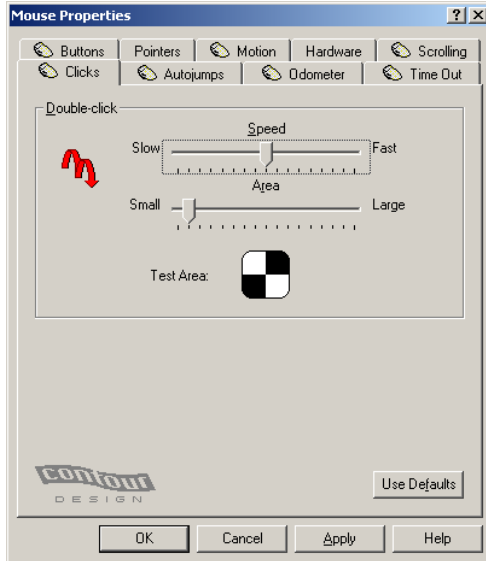 Mouse Properties
Buttons Pointers Motion Hardware Scrolling
Clicks Autojumps Odometer Time Out
Double-click
Speed
Slow Fast
Area
Small Large
Test Area:
contour
DESIGN
Use Defaults
OK Cancel Apply Help